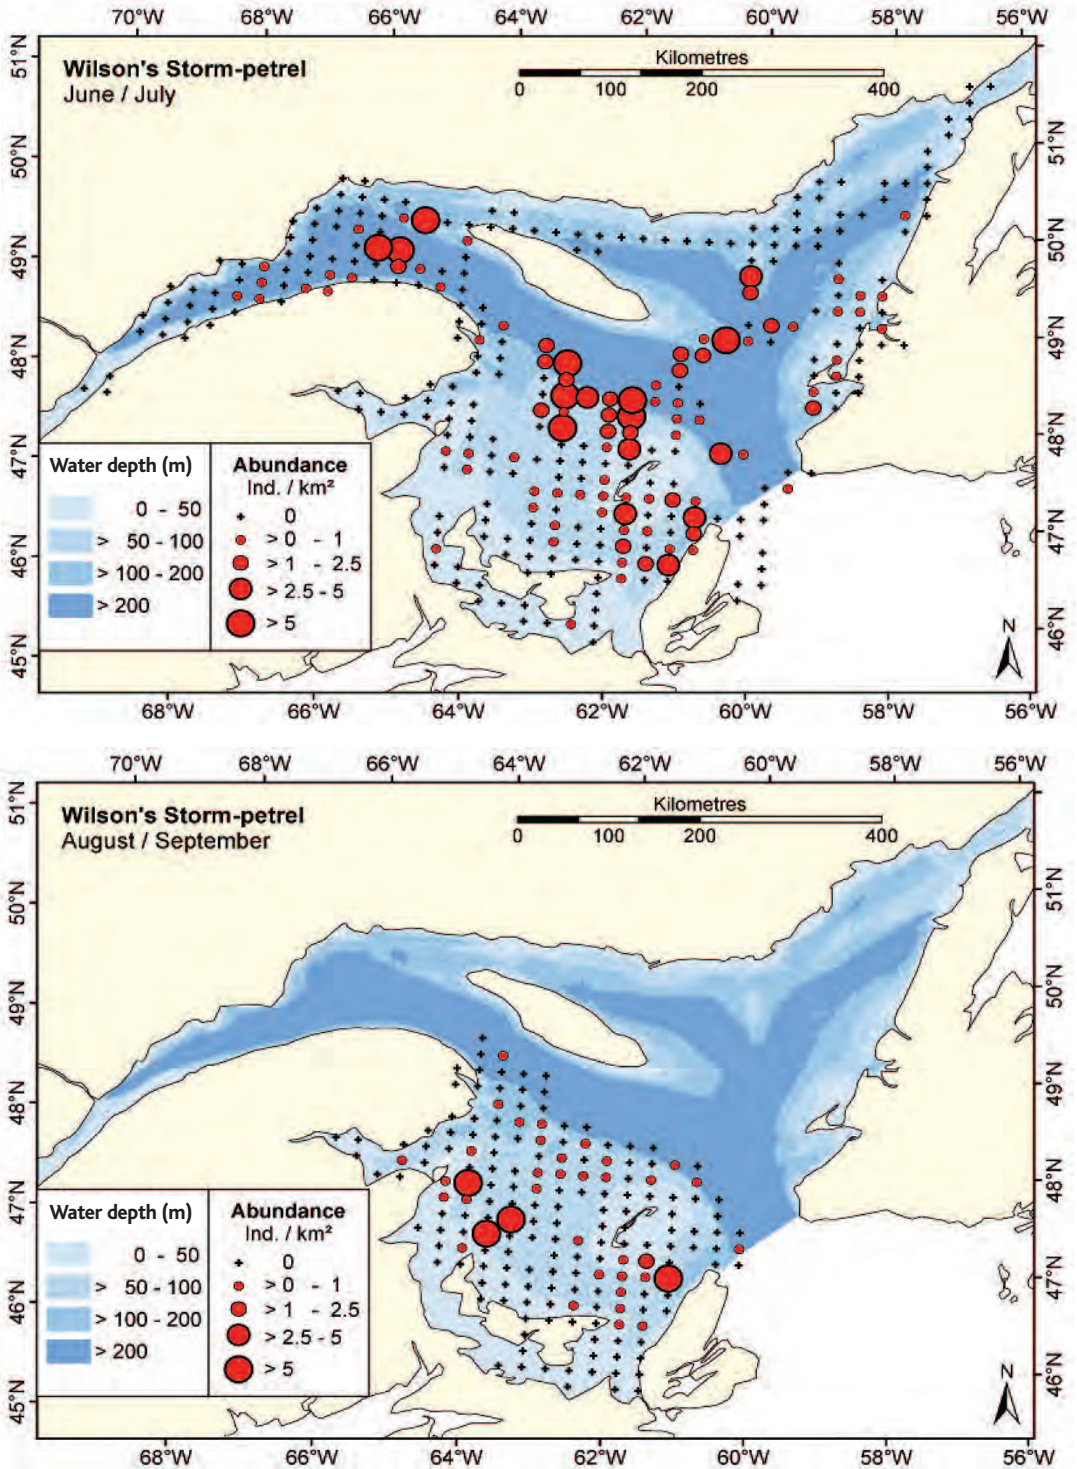 70°W 68°W 66°W 64°W 62°W 60°W 58°W 56°W
Wilson's Storm-petrel
June / July
Kilometres
0 100 200 400
51°N
50°N
49°N
48°N
47°N
46°N
45°N
51°N
50°N
49°N
48°N
47°N
46°N
Water depth (m)
0 - 50
> 50 - 100
> 100 - 200
> 200
Abundance
Ind. / km²
0
> 0 - 1
> 1 - 2.5
> 2.5 - 5
> 5
N
68°W 66°W 64°W 62°W 60°W 58°W 56°W
70°W 68°W 66°W 64°W 62°W 60°W 58°W 56°W
Wilson's Storm-petrel
August / September
Kilometres
0 100 200 400
51°N
50°N
49°N
48°N
47°N
46°N
45°N
51°N
50°N
49°N
48°N
47°N
46°N
Water depth (m)
0 - 50
> 50 - 100
> 100 - 200
> 200
Abundance
Ind. / km²
0
> 0 - 1
> 1 - 2.5
> 2.5 - 5
> 5
N
68°W 66°W 64°W 62°W 60°W 58°W 56°W